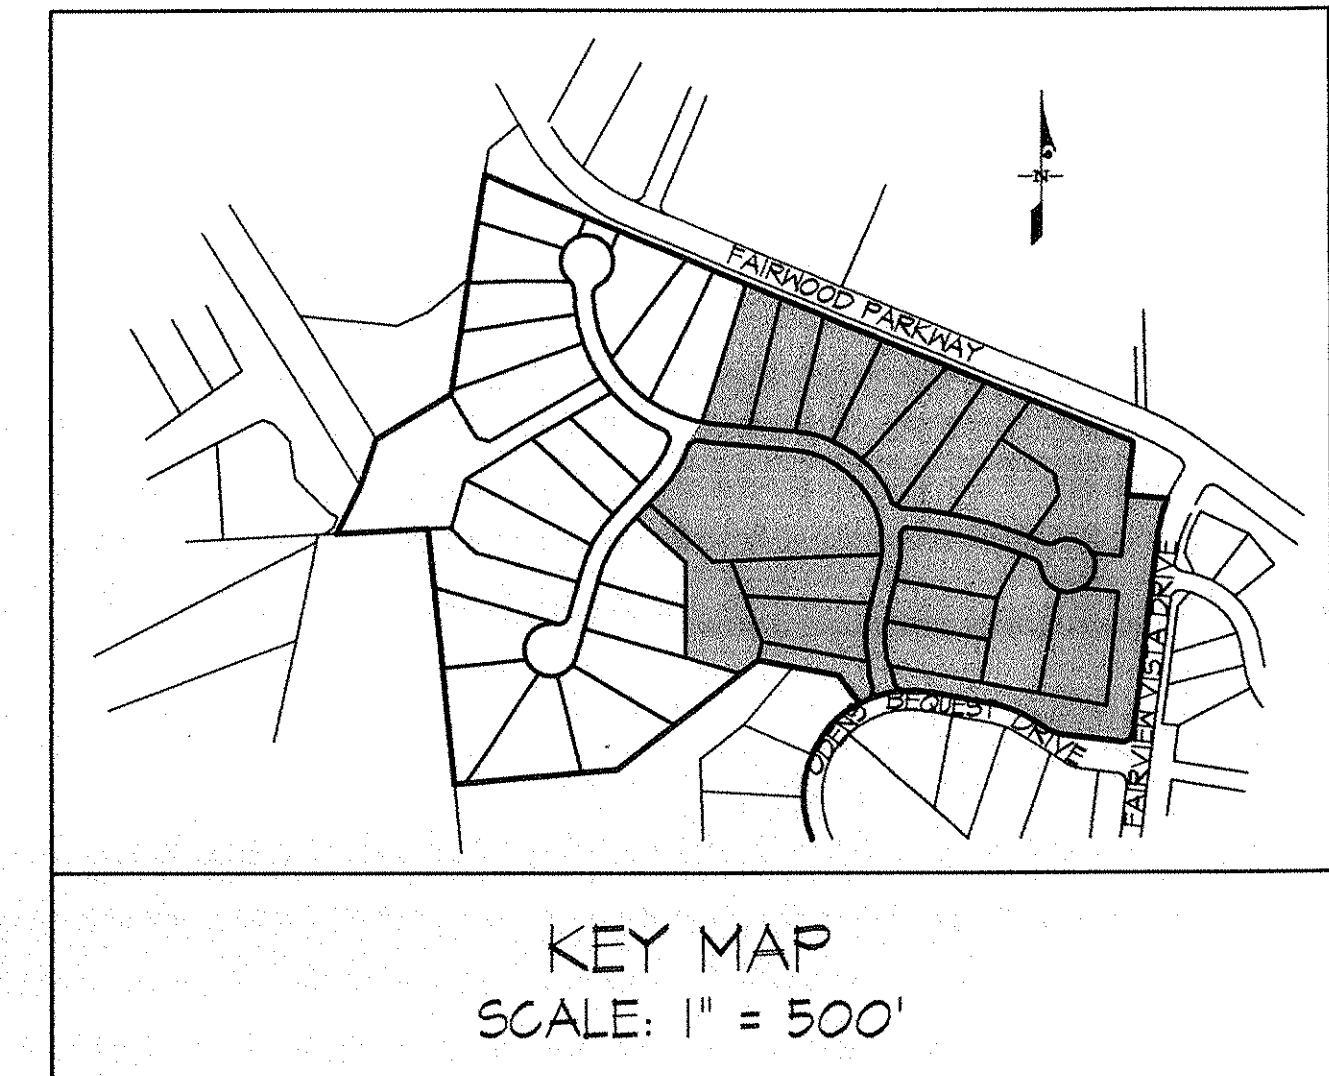 N
FAIRWOOD PARKWAY
FAIRVIEW VISTA DRIVE
ODENS BEQUEST DRIVE
KEY MAP
SCALE: 1" = 500'